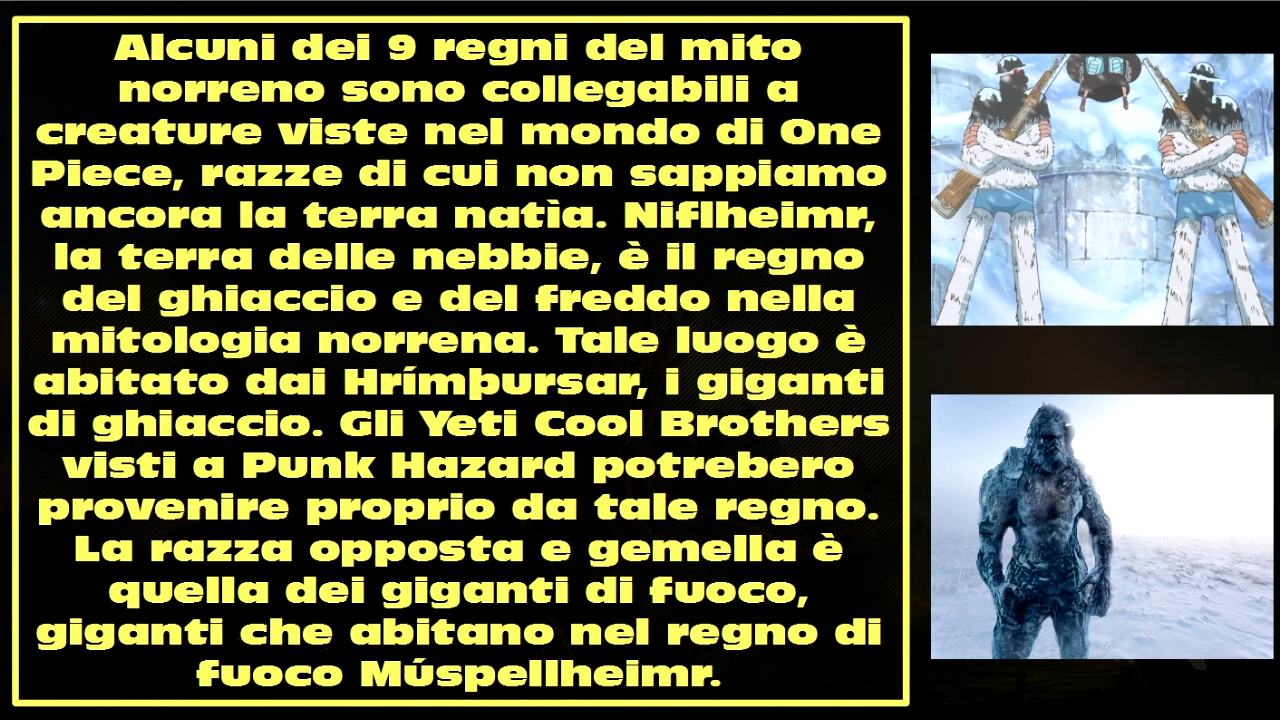 Alcuni dei 9 regni del mito
norreno sono collegabili a
creature viste nel mondo di One
Piece, razze di cui non sappiamo
ancora la terra natìa. Niflheimr,
la terra delle nebbie, è il regno
del ghiaccio e del freddo nella
mitologia norrena. Tale luogo è
abitato dai Hrímþursar, i giganti
di ghiaccio. Gli Yeti Cool Brothers
visti a Punk Hazard potrebero
provenire proprio da tale regno.
La razza opposta e gemella è
quella dei giganti di fuoco,
giganti che abitano nel regno di
fuoco Múspellheimr.